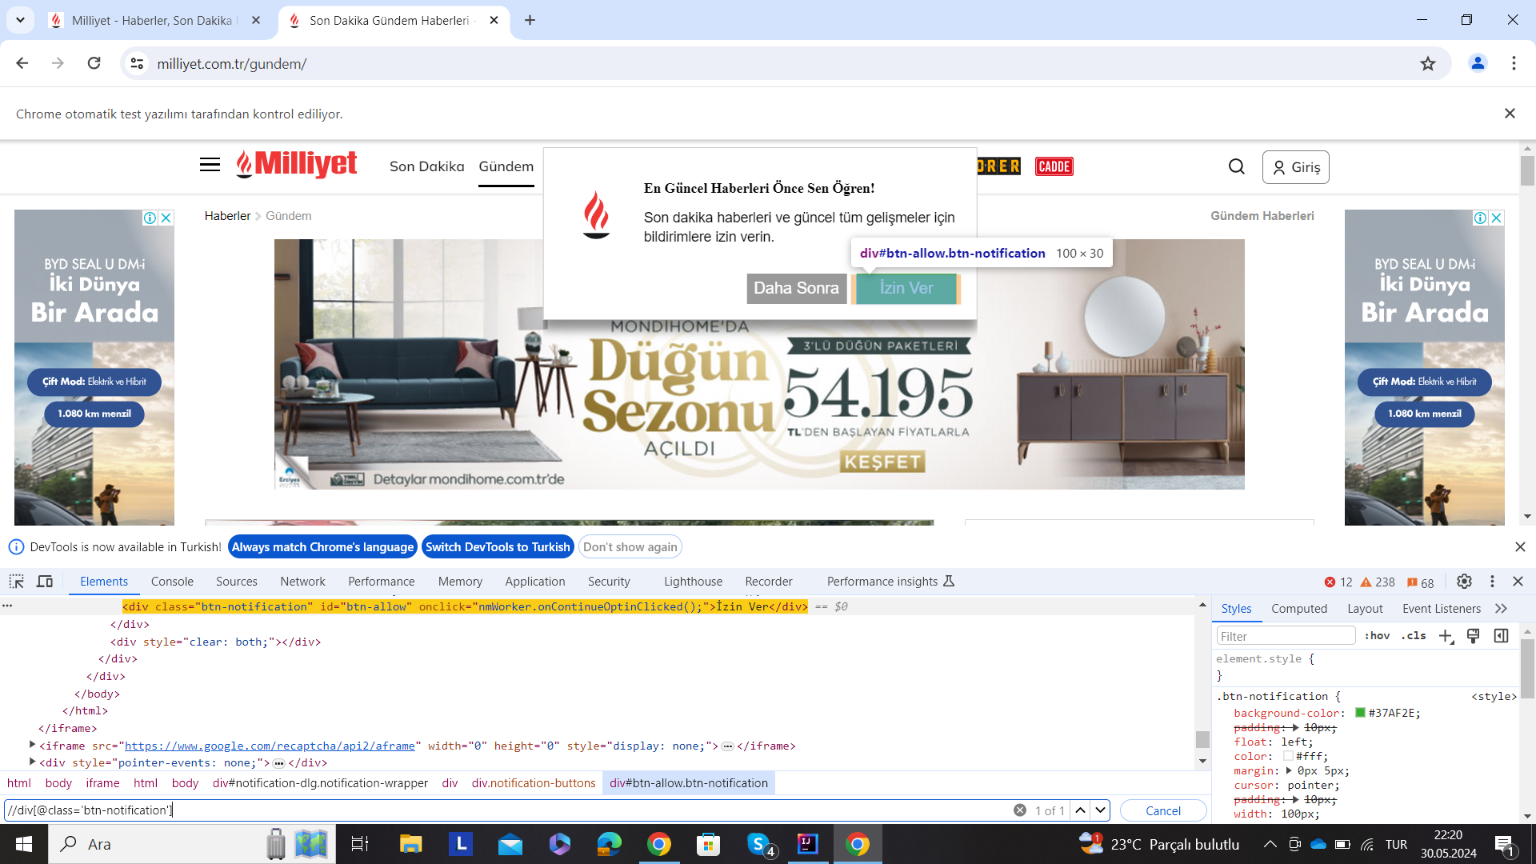 Milliyet - Haberler, Son Dakika
Son Dakika Gündem Haberleri -
milliyet.com.tr/gundem/
Chrome otomatik test yazılımı tarafından kontrol ediliyor.
Milliyet
Son Dakika
Gündem
ORER
CADDE
Giriş
Haberler
Gündem
Gündem Haberleri
En Güncel Haberleri Önce Sen Öğren!
Son dakika haberleri ve güncel tüm gelişmeler için
bildirimlere izin verin.
div#btn-allow.btn-notification 100 × 30
Daha Sonra
İzin Ver
BYD SEAL U DM-i
İki Dünya
Bir Arada
Çift Mod: Elektrik ve Hibrit
1.080 km menzil
MONDIHOME'DA
Düğün
Sezonu
AÇILDI
3'LÜ DÜĞÜN PAKETLERİ
54.195
TL'DEN BAŞLAYAN FİYATLARLA
KEŞFET
Detaylar mondihome.com.tr'de
BYD SEAL U DM-i
İki Dünya
Bir Arada
Çift Mod: Elektrik ve Hibrit
1.080 km menzil
DevTools is now available in Turkish!
Always match Chrome's language
Switch DevTools to Turkish
Don't show again
Elements
Console
Sources
Network
Performance
Memory
Application
Security
Lighthouse
Recorder
Performance insights
12
238
68
<div class="btn-notification" id="btn-allow" onclick="nmWorker.onContinueOptinClicked();">İzin Ver</div> == $0
</div>
<div style="clear: both;"></div>
</div>
</div>
</body>
</html>
</iframe>
<iframe src="https://www.google.com/recaptcha/api2/aframe" width="0" height="0" style="display: none;">…</iframe>
<div style="pointer-events: none;">…</div>
html body iframe html body div#notification-dlg.notification-wrapper div div.notification-buttons div#btn-allow.btn-notification
//div[@class='btn-notification']
1 of 1
Cancel
Styles
Computed
Layout
Event Listeners
Filter
:hov
.cls
element.style {
}
.btn-notification {
<style>
background-color: #37AF2E;
padding: 10px;
float: left;
color: #fff;
margin: 0px 5px;
cursor: pointer;
padding: 10px;
width: 100px;
Ara
L
S
4
IJ
1
23°C Parçalı bulutlu
TUR
22:20
30.05.2024
1